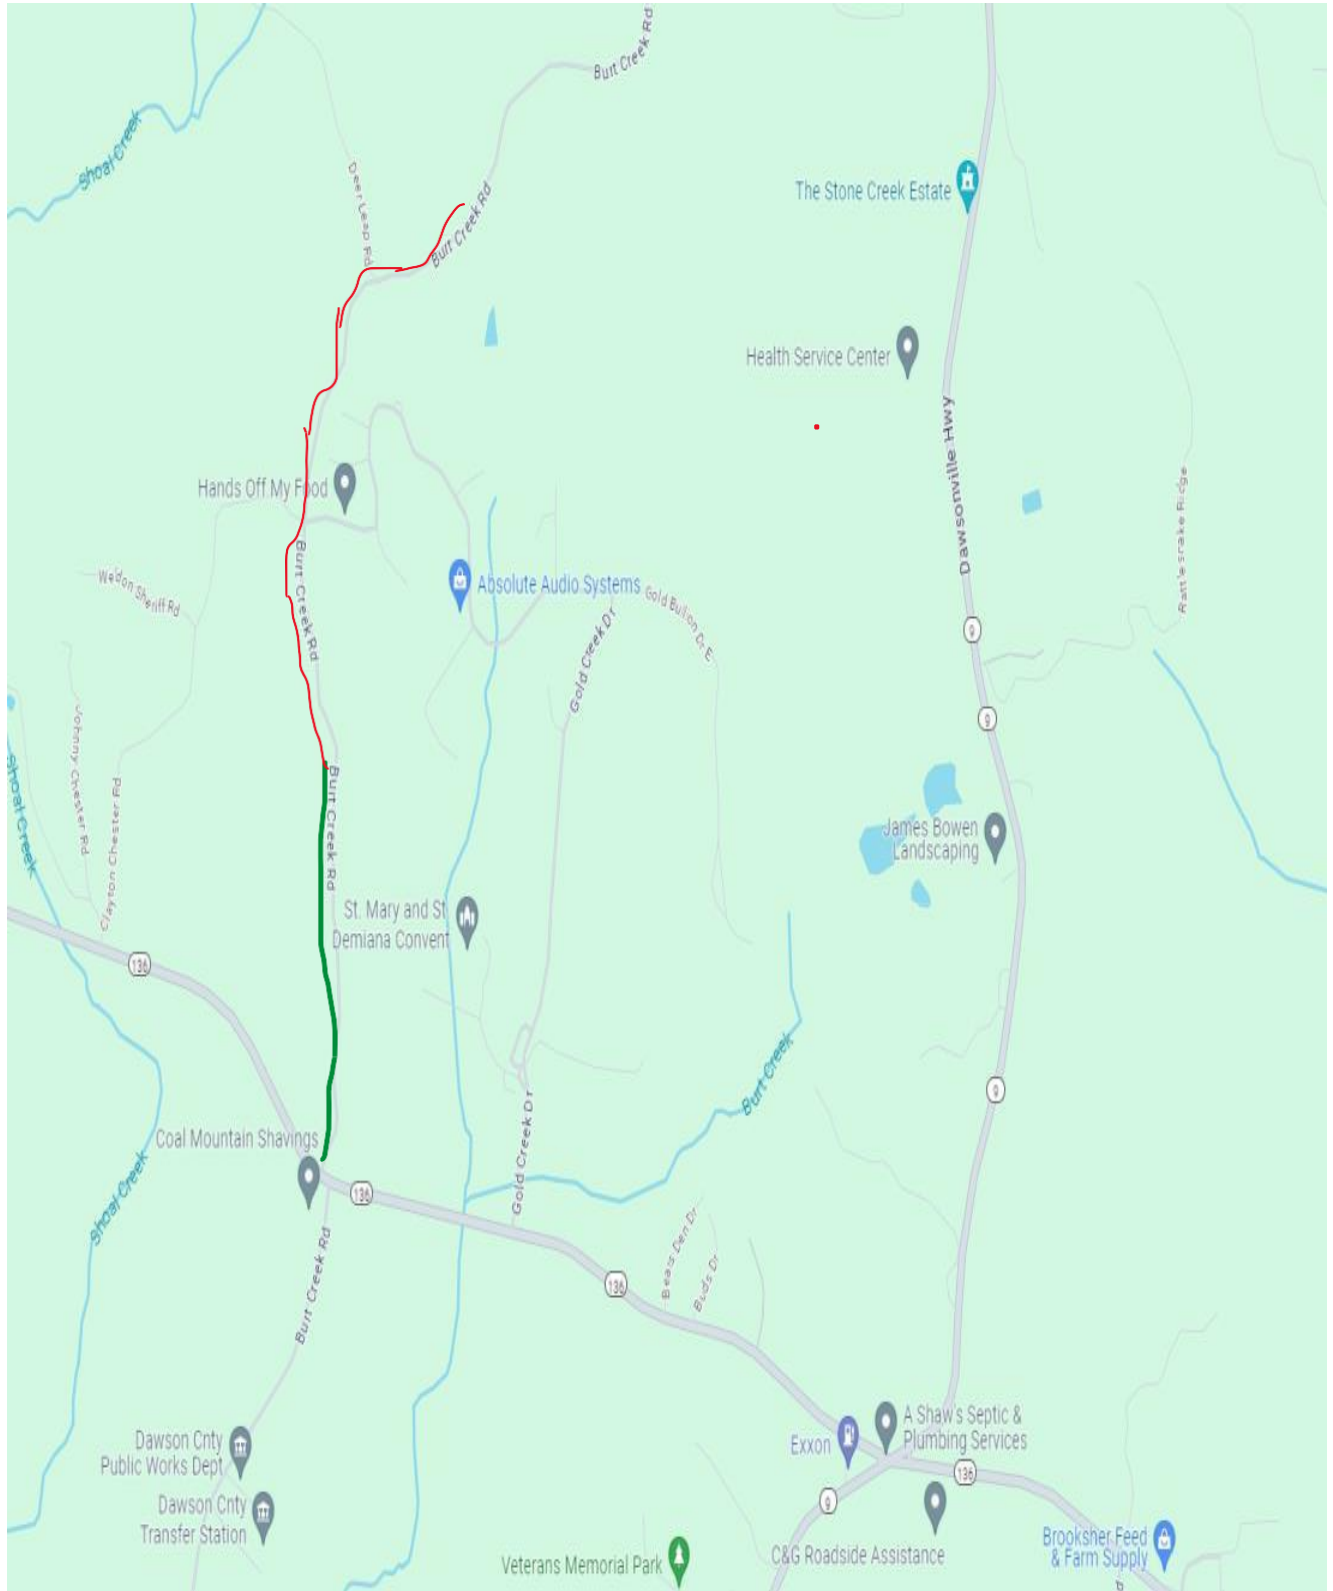 Burt Creek Rd
Burt Creek Rd
Shoal Creek
Deer Leap Rd
The Stone Creek Estate
Burt Creek Rd
Health Service Center
Dawsonville Hwy
Hands Off My Food
Rattlesnake Ridge
Burt Creek Rd
Weldon Sheriff Rd
Absolute Audio Systems
Gold Bullion Dr E
Gold Creek Dr
9
9
Johnny Chester Rd
Shoal Creek
Clayton Chester Rd
Burt Creek Rd
James Bowen
Landscaping
St. Mary and St
Demiana Convent
136
Burt Creek
9
Coal Mountain Shavings
Gold Creek Dr
Shoal Creek
136
Burt Creek Rd
Bears Den Dr
Buds Dr
136
Dawson Cnty
Public Works Dept
Exxon
A Shaw's Septic &
Plumbing Services
136
9
Dawson Cnty
Transfer Station
Veterans Memorial Park
C&G Roadside Assistance
Brooksher Feed
& Farm Supply